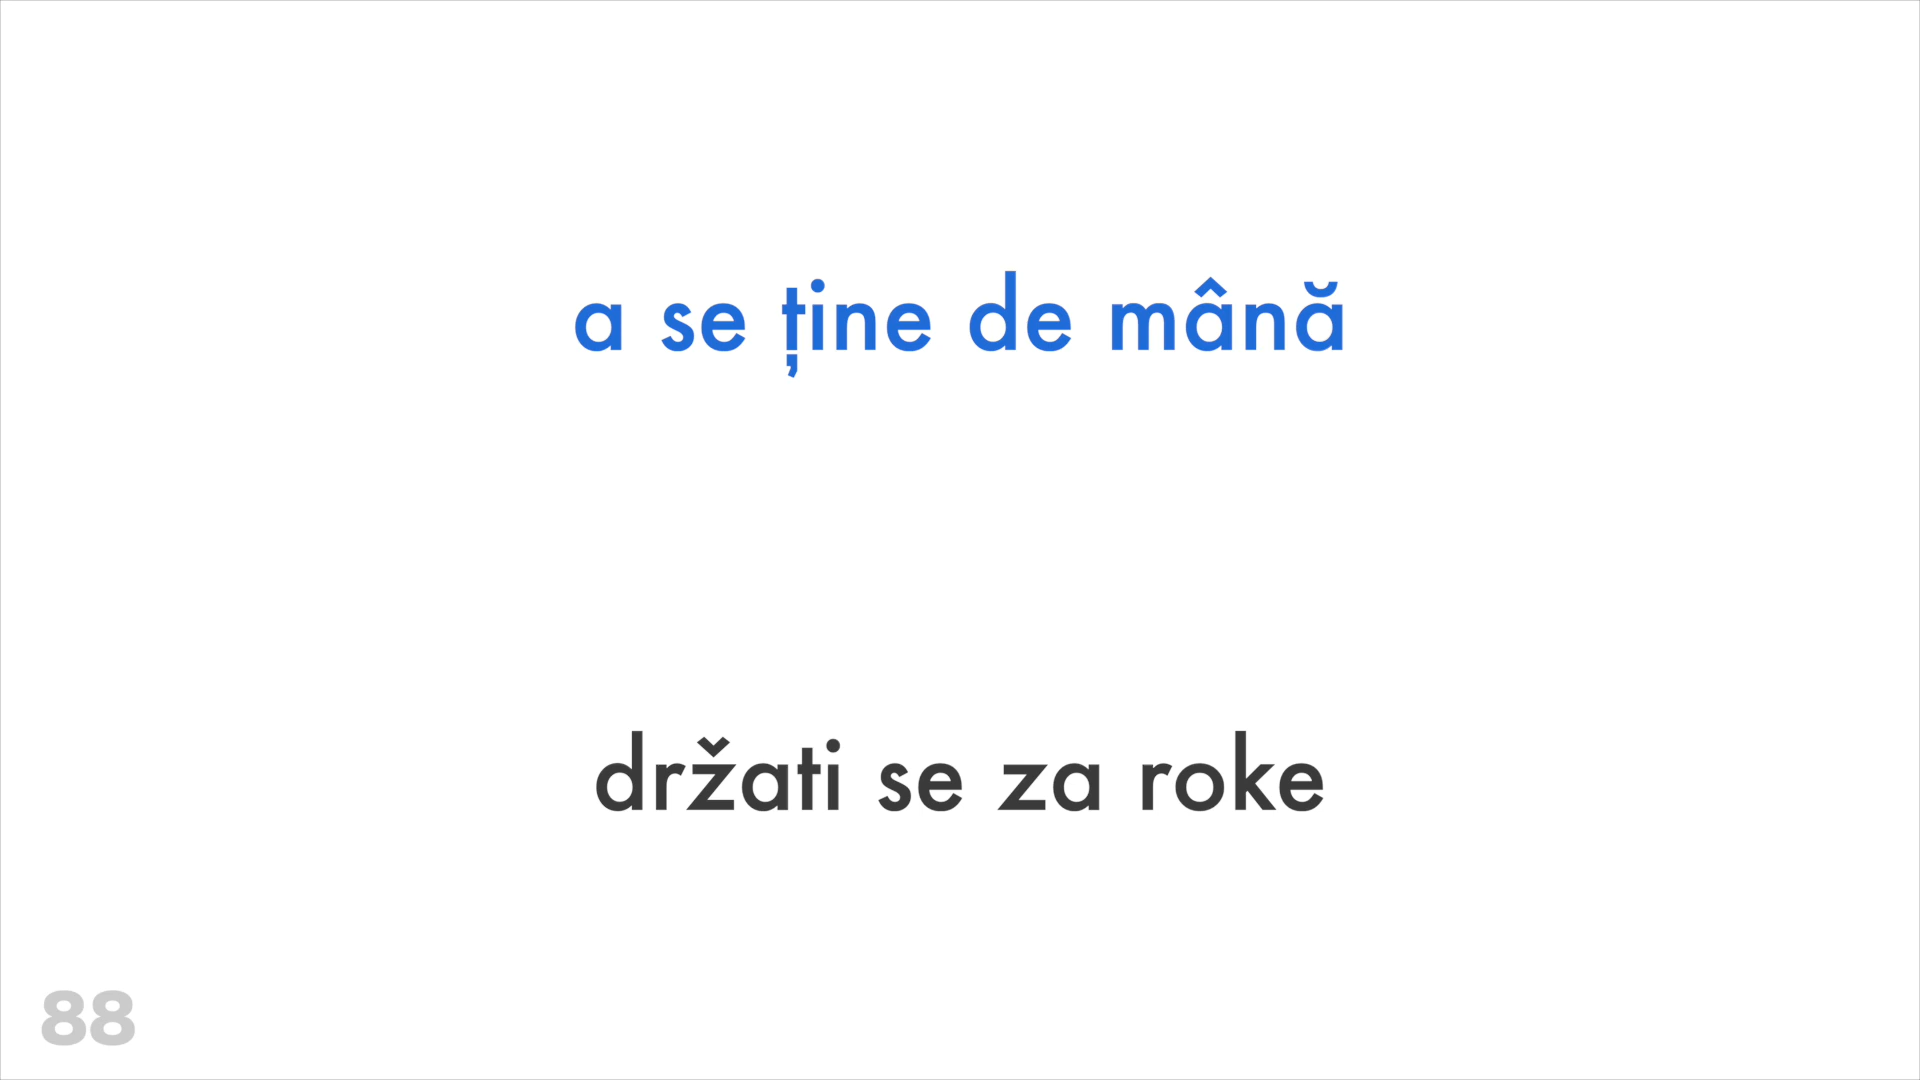 a se ține de mână
držati se za roke
88